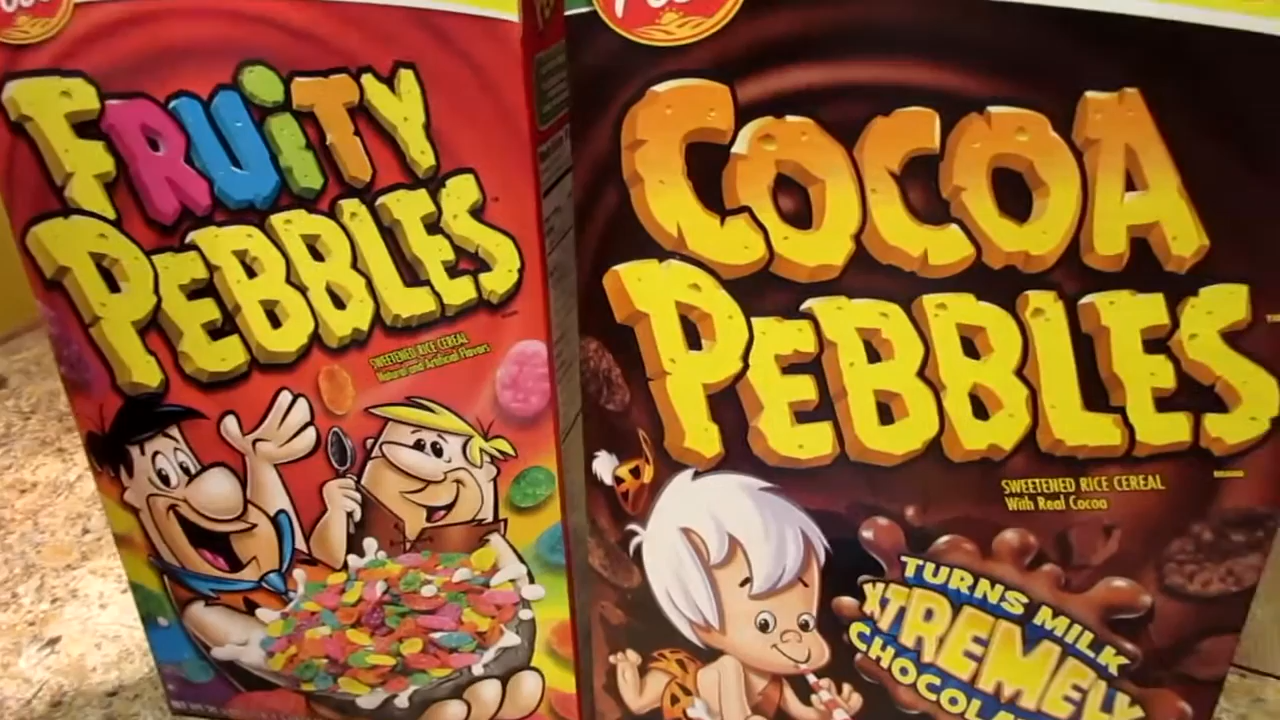 FRUiTY
PEBBLES
SWEETENED RICE CEREAL
Natural and Artificial Flavors
COCOA
PEBBLES
SWEETENED RICE CEREAL
With Real Cocoa
TURNS MILK
XTREMELY